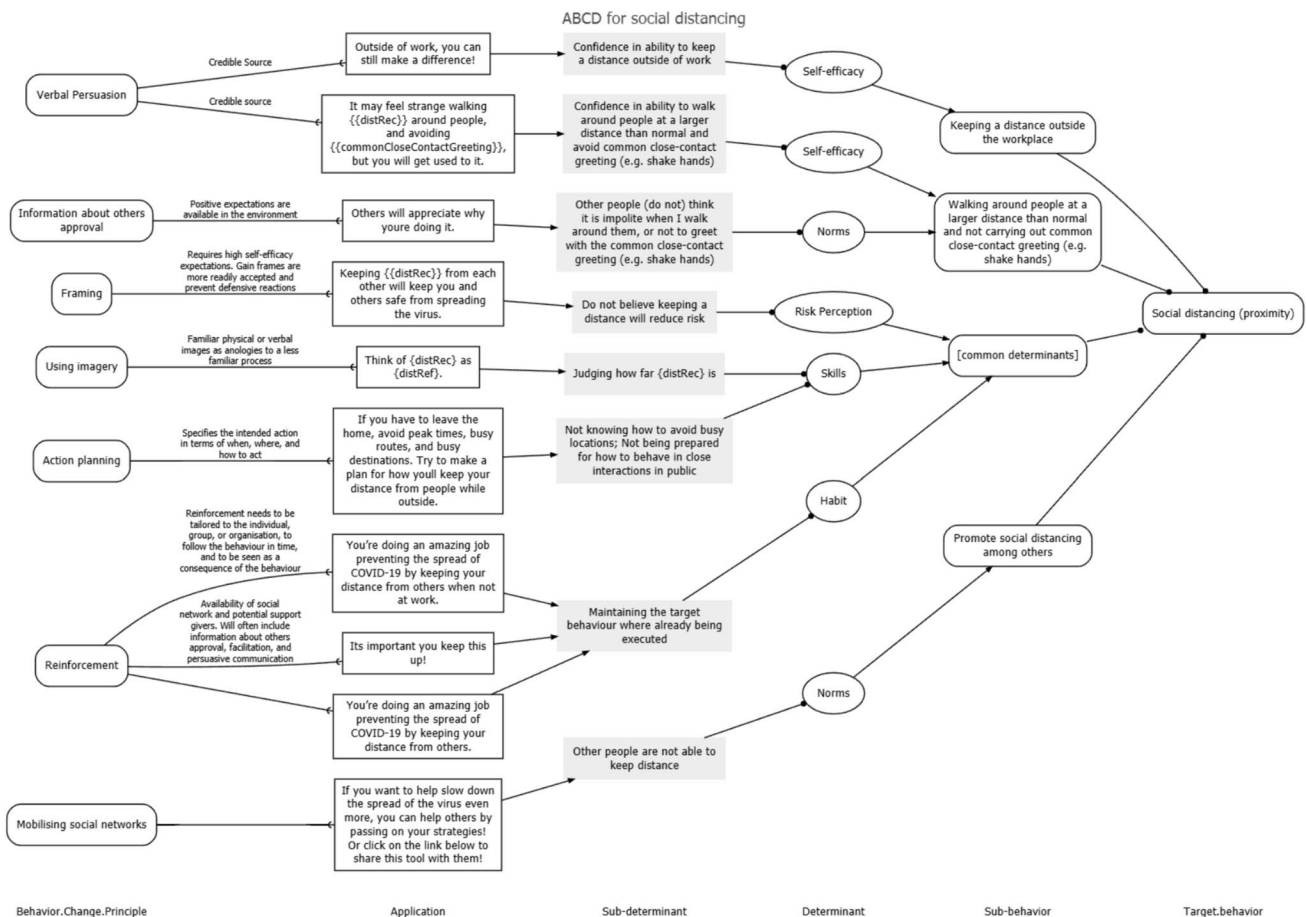 ABCD for social distancing
Verbal Persuasion
Credible Source
Credible source
Outside of work, you can
still make a difference!
It may feel strange walking
{{distRec}} around people,
and avoiding
{{commonCloseContactGreeting}},
but you will get used to it.
Confidence in ability to keep
a distance outside of work
Confidence in ability to walk
around people at a larger
distance than normal and
avoid common close-contact
greeting (e.g. shake hands)
Self-efficacy
Self-efficacy
Keeping a distance outside
the workplace
Information about others
approval
Positive expectations are
available in the environment
Others will appreciate why
youre doing it.
Other people (do not) think
it is impolite when I walk
around them, or not to greet
with the common close-contact
greeting (e.g. shake hands)
Norms
Walking around people at a
larger distance than normal
and not carrying out common
close-contact greeting (e.g.
shake hands)
Framing
Requires high self-efficacy
expectations. Gain frames are
more readily accepted and
prevent defensive reactions
Keeping {{distRec}} from each
other will keep you and
others safe from spreading
the virus.
Do not believe keeping a
distance will reduce risk
Risk Perception
Social distancing (proximity)
Using imagery
Familiar physical or verbal
images as anologies to a less
familiar process
Think of {distRec} as
{distRef}.
Judging how far {distRec} is
Skills
[common determinants]
Action planning
Specifies the intended action
in terms of when, where, and
how to act
If you have to leave the
home, avoid peak times, busy
routes, and busy
destinations. Try to make a
plan for how youll keep your
distance from people while
outside.
Not knowing how to avoid busy
locations; Not being prepared
for how to behave in close
interactions in public
Habit
Reinforcement
Reinforcement needs to be
tailored to the individual,
group, or organisation, to
follow the behaviour in time,
and to be seen as a
consequence of the behaviour
Availability of social
network and potential support
givers. Will often include
information about others
approval, facilitation, and
persuasive communication
You're doing an amazing job
preventing the spread of
COVID-19 by keeping your
distance from others when not
at work.
Its important you keep this
up!
You're doing an amazing job
preventing the spread of
COVID-19 by keeping your
distance from others.
Maintaining the target
behaviour where already being
executed
Promote social distancing
among others
Norms
Mobilising social networks
If you want to help slow down
the spread of the virus even
more, you can help others by
passing on your strategies!
Or click on the link below to
share this tool with them!
Other people are not able to
keep distance
Behavior.Change.Principle
Application
Sub-determinant
Determinant
Sub-behavior
Target.behavior